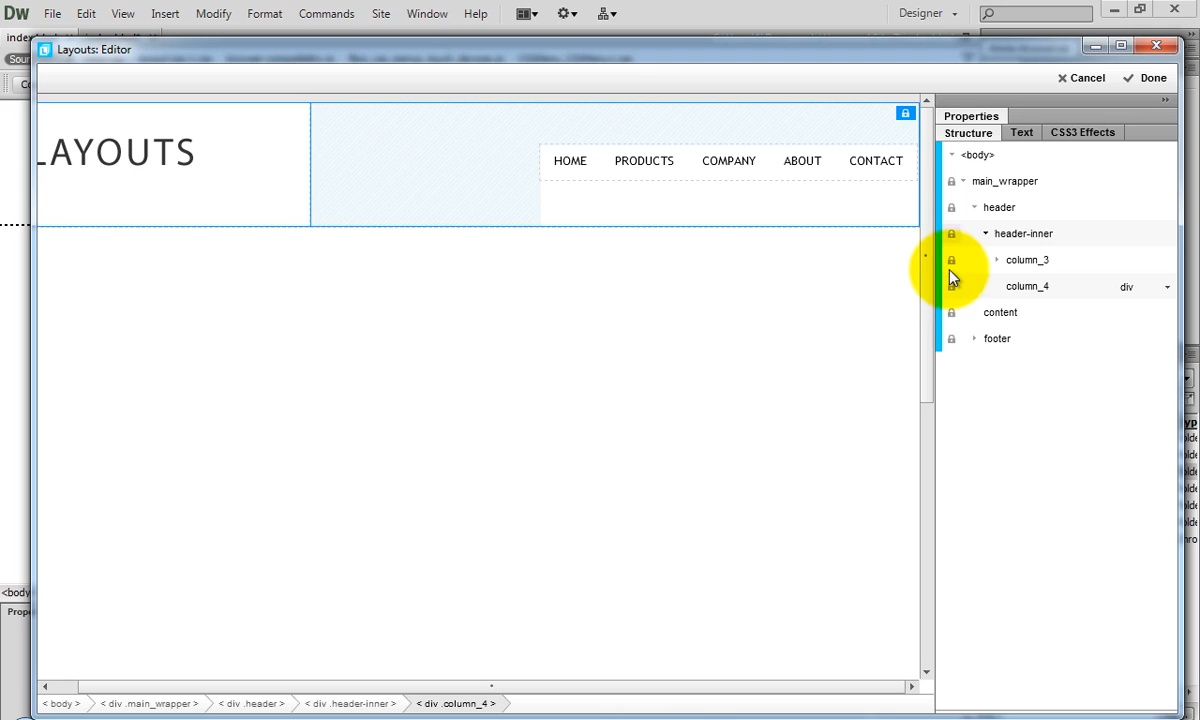 Dw File Edit View Insert Modify Format Commands Site Window Help Designer
Layouts: Editor
Cancel Done
Properties
Structure Text CSS3 Effects
<body>
main_wrapper
header
header-inner
column_3
column_4 div
content
footer
LAYOUTS
HOME PRODUCTS COMPANY ABOUT CONTACT
<body
Prope
< body > < div .main_wrapper > < div .header > < div .header-inner > < div .column_4 >